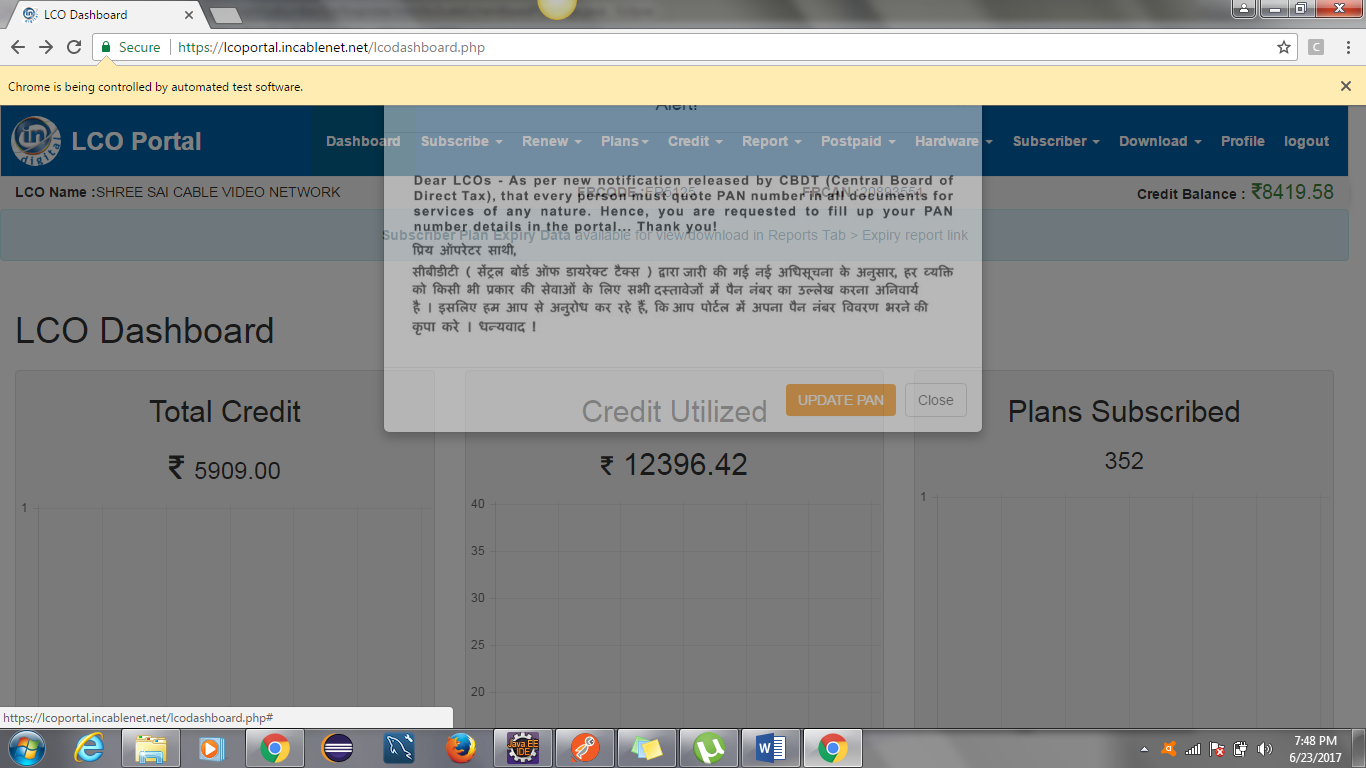 LCO Dashboard
Secure https://lcoportal.incablenet.net/lcodashboard.php
C
Chrome is being controlled by automated test software.
Alert!
in digital
LCO Portal
Dashboard Subscribe Renew Plans Credit Report Postpaid Hardware Subscriber Download Profile logout
LCO Name :SHREE SAI CABLE VIDEO NETWORK
Credit Balance : ₹8419.58
Subscriber Plan Expiry Data available for view/download in Reports Tab > Expiry report link
Dear LCOs - As per new notification released by CBDT (Central Board of
Direct Tax), that every person must quote PAN number in all documents for
services of any nature. Hence, you are requested to fill up your PAN
number details in the portal... Thank you!
प्रिय ऑपरेटर साथी,
सीबीडीटी ( सेंट्रल बोर्ड ऑफ डायरेक्ट टैक्स ) द्वारा जारी की गई नई अधिसूचना के अनुसार, हर व्यक्ति
को किसी भी प्रकार की सेवाओं के लिए सभी दस्तावेजों में पैन नंबर का उल्लेख करना अनिवार्य
है । इसलिए हम आप से अनुरोध कर रहे हैं, कि आप पोर्टल में अपना पैन नंबर विवरण भरने की
कृपा करे । धन्यवाद !
UPDATE PAN Close
LCO Dashboard
Total Credit
₹ 5909.00
1
Credit Utilized
₹ 12396.42
40
35
30
25
20
Plans Subscribed
352
1
https://lcoportal.incablenet.net/lcodashboard.php#
Java EE
IDE
7:48 PM
6/23/2017